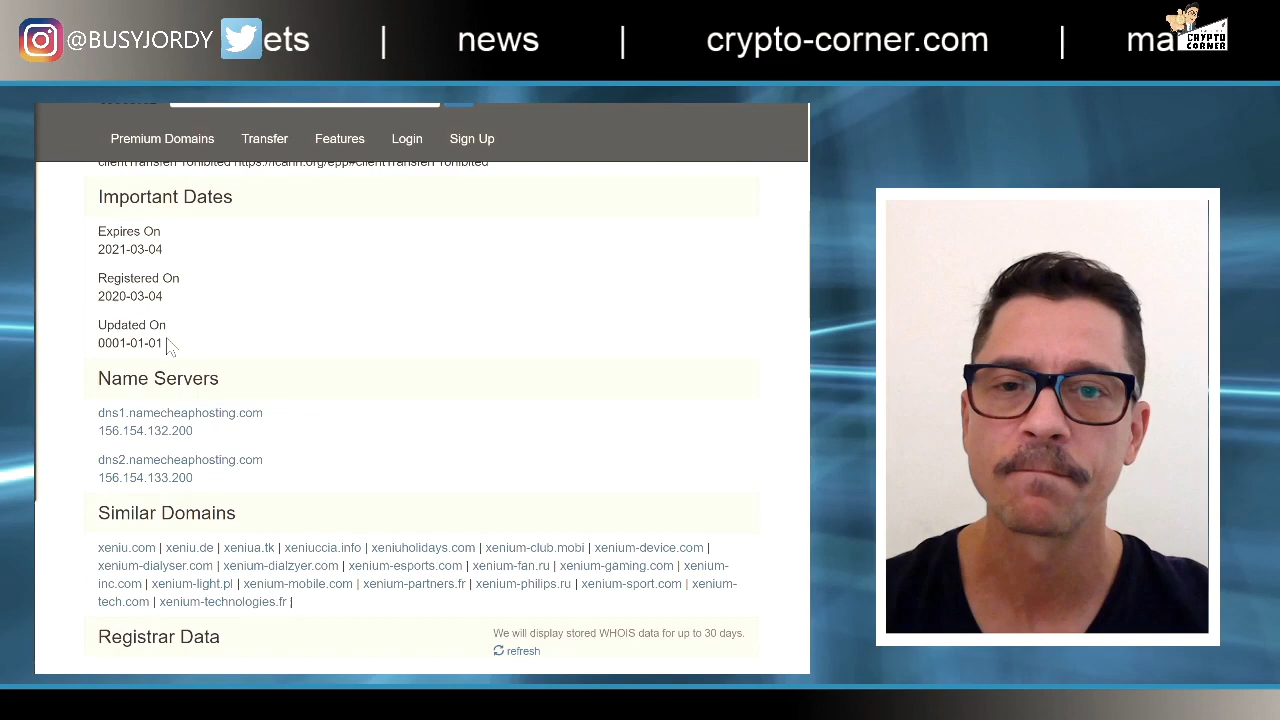 @BUSYJORDY
ets | news | crypto-corner.com | ma
CRYPTO
CORNER
Premium Domains Transfer Features Login Sign Up
Important Dates
Expires On
2021-03-04
Registered On
2020-03-04
Updated On
0001-01-01
Name Servers
dns1.namecheaphosting.com
156.154.132.200
dns2.namecheaphosting.com
156.154.133.200
Similar Domains
xeniu.com | xeniu.de | xeniua.tk | xeniuccia.info | xeniuholidays.com | xenium-club.mobi | xenium-device.com |
xenium-dialyser.com | xenium-dialzyer.com | xenium-esports.com | xenium-fan.ru | xenium-gaming.com | xenium-
inc.com | xenium-light.pl | xenium-mobile.com | xenium-partners.fr | xenium-philips.ru | xenium-sport.com | xenium-
tech.com | xenium-technologies.fr |
Registrar Data
We will display stored WHOIS data for up to 30 days.
refresh